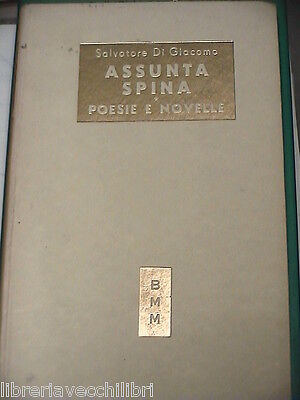 Salvatore Di Giacomo
ASSUNTA
SPINA
POESIE E NOVELLE
B
M
M
libreriavecchilibri